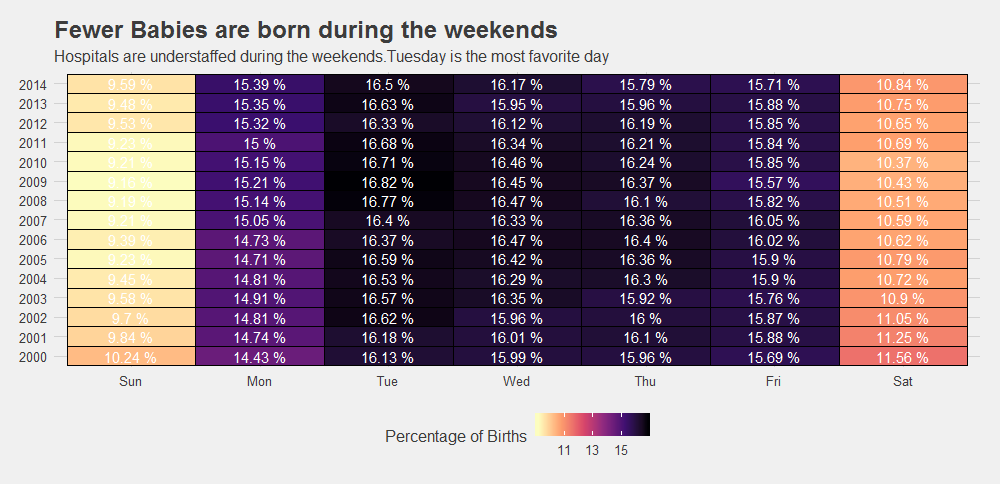 Fewer Babies are born during the weekends
Hospitals are understaffed during the weekends.Tuesday is the most favorite day
2014 9.59 % 15.39 % 16.5 % 16.17 % 15.79 % 15.71 % 10.84 %
2013 9.48 % 15.35 % 16.63 % 15.95 % 15.96 % 15.88 % 10.75 %
2012 9.53 % 15.32 % 16.33 % 16.12 % 16.19 % 15.85 % 10.65 %
2011 9.23 % 15 % 16.68 % 16.34 % 16.21 % 15.84 % 10.69 %
2010 9.21 % 15.15 % 16.71 % 16.46 % 16.24 % 15.85 % 10.37 %
2009 15.21 % 16.82 % 16.45 % 16.37 % 15.57 % 10.43 %
2008 9.19 % 15.14 % 16.77 % 16.47 % 16.1 % 15.82 % 10.51 %
2007 9.21 % 15.05 % 16.4 % 16.33 % 16.36 % 16.05 % 10.59 %
2006 9.39 % 14.73 % 16.37 % 16.47 % 16.4 % 16.02 % 10.62 %
2005 9.23 % 14.71 % 16.59 % 16.42 % 16.36 % 15.9 % 10.79 %
2004 9.45 % 14.81 % 16.53 % 16.29 % 16.3 % 15.9 % 10.72 %
2003 9.58 % 14.91 % 16.57 % 16.35 % 15.92 % 15.76 % 10.9 %
2002 9.7 % 14.81 % 16.62 % 15.96 % 16 % 15.87 % 11.05 %
2001 9.84 % 14.74 % 16.18 % 16.01 % 16.1 % 15.88 % 11.25 %
2000 10.24 % 14.43 % 16.13 % 15.99 % 15.96 % 15.69 % 11.56 %
Sun Mon Tue Wed Thu Fri Sat
Percentage of Births
11 13 15